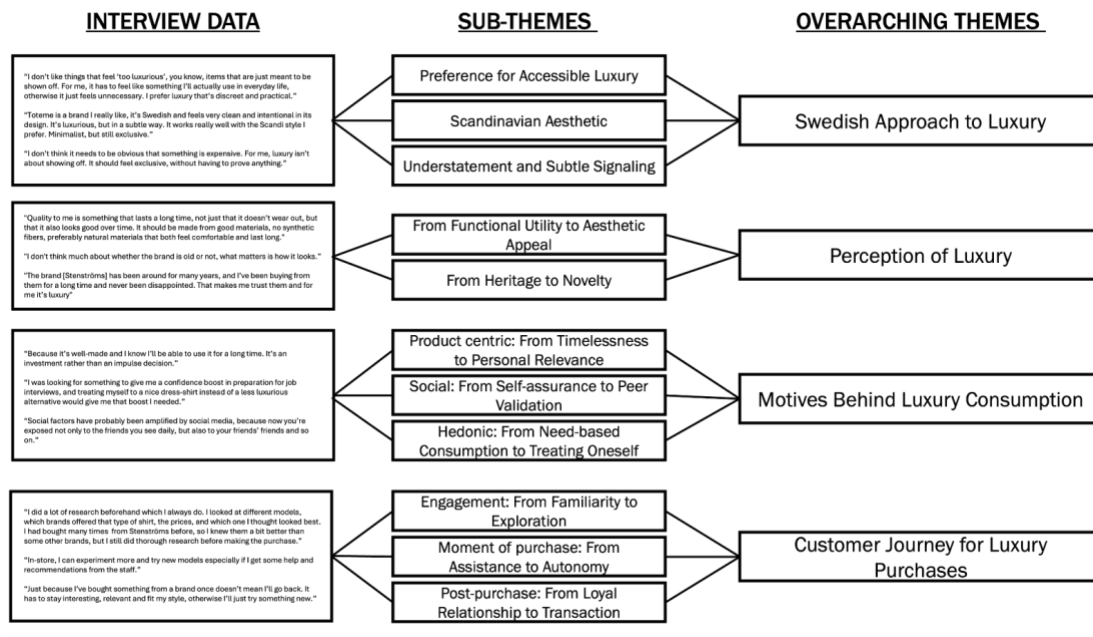 INTERVIEW DATA
SUB-THEMES
OVERARCHING THEMES
"I don't like things that feel 'too luxurious', you know, items that are just meant to be
shown off. For me, it has to feel like something I'll actually use in everyday life,
otherwise it just feels unnecessary. I prefer luxury that's discreet and practical."
"Toteme is a brand I really like, it's Swedish and feels very clean and intentional in its
design. It's luxurious, but in a subtle way. It works really well with the Scandi style I
prefer. Minimalist, but still exclusive."
"I don't think it needs to be obvious that something is expensive. For me, luxury isn't
about showing off. It should feel exclusive, without having to prove anything."
Preference for Accessible Luxury
Scandinavian Aesthetic
Understatement and Subtle Signaling
Swedish Approach to Luxury
"Quality to me is something that lasts a long time, not just that it doesn't wear out, but
that it also looks good over time. It should be made from good materials, no synthetic
fibers, preferably natural materials that both feel comfortable and last long."
"I don't think much about whether the brand is old or not, what matters is how it looks."
"The brand [Stenströms] has been around for many years, and I've been buying from
them for a long time and never been disappointed. That makes me trust them and for
me it's luxury"
From Functional Utility to Aesthetic
Appeal
From Heritage to Novelty
Perception of Luxury
"Because it's well-made and I know I'll be able to use it for a long time. It's an
investment rather than an impulse decision."
"I was looking for something to give me a confidence boost in preparation for job
interviews, and treating myself to a nice dress-shirt instead of a less luxurious
alternative would give me that boost I needed."
"Social factors have probably been amplified by social media, because now you're
exposed not only to the friends you see daily, but also to your friends' friends and so
on."
Product centric: From Timelessness
to Personal Relevance
Social: From Self-assurance to Peer
Validation
Hedonic: From Need-based
Consumption to Treating Oneself
Motives Behind Luxury Consumption
"I did a lot of research beforehand which I always do. I looked at different models,
which brands offered that type of shirt, the prices, and which one I thought looked best.
I had bought many times from Stenströms before, so I knew them a bit better than
some other brands, but I still did thorough research before making the purchase."
"In-store, I can experiment more and try new models especially if I get some help and
recommendations from the staff."
"Just because I've bought something from a brand once doesn't mean I'll go back. It
has to stay interesting, relevant and fit my style, otherwise I'll just try something new."
Engagement: From Familiarity to
Exploration
Moment of purchase: From
Assistance to Autonomy
Post-purchase: From Loyal
Relationship to Transaction
Customer Journey for Luxury
Purchases